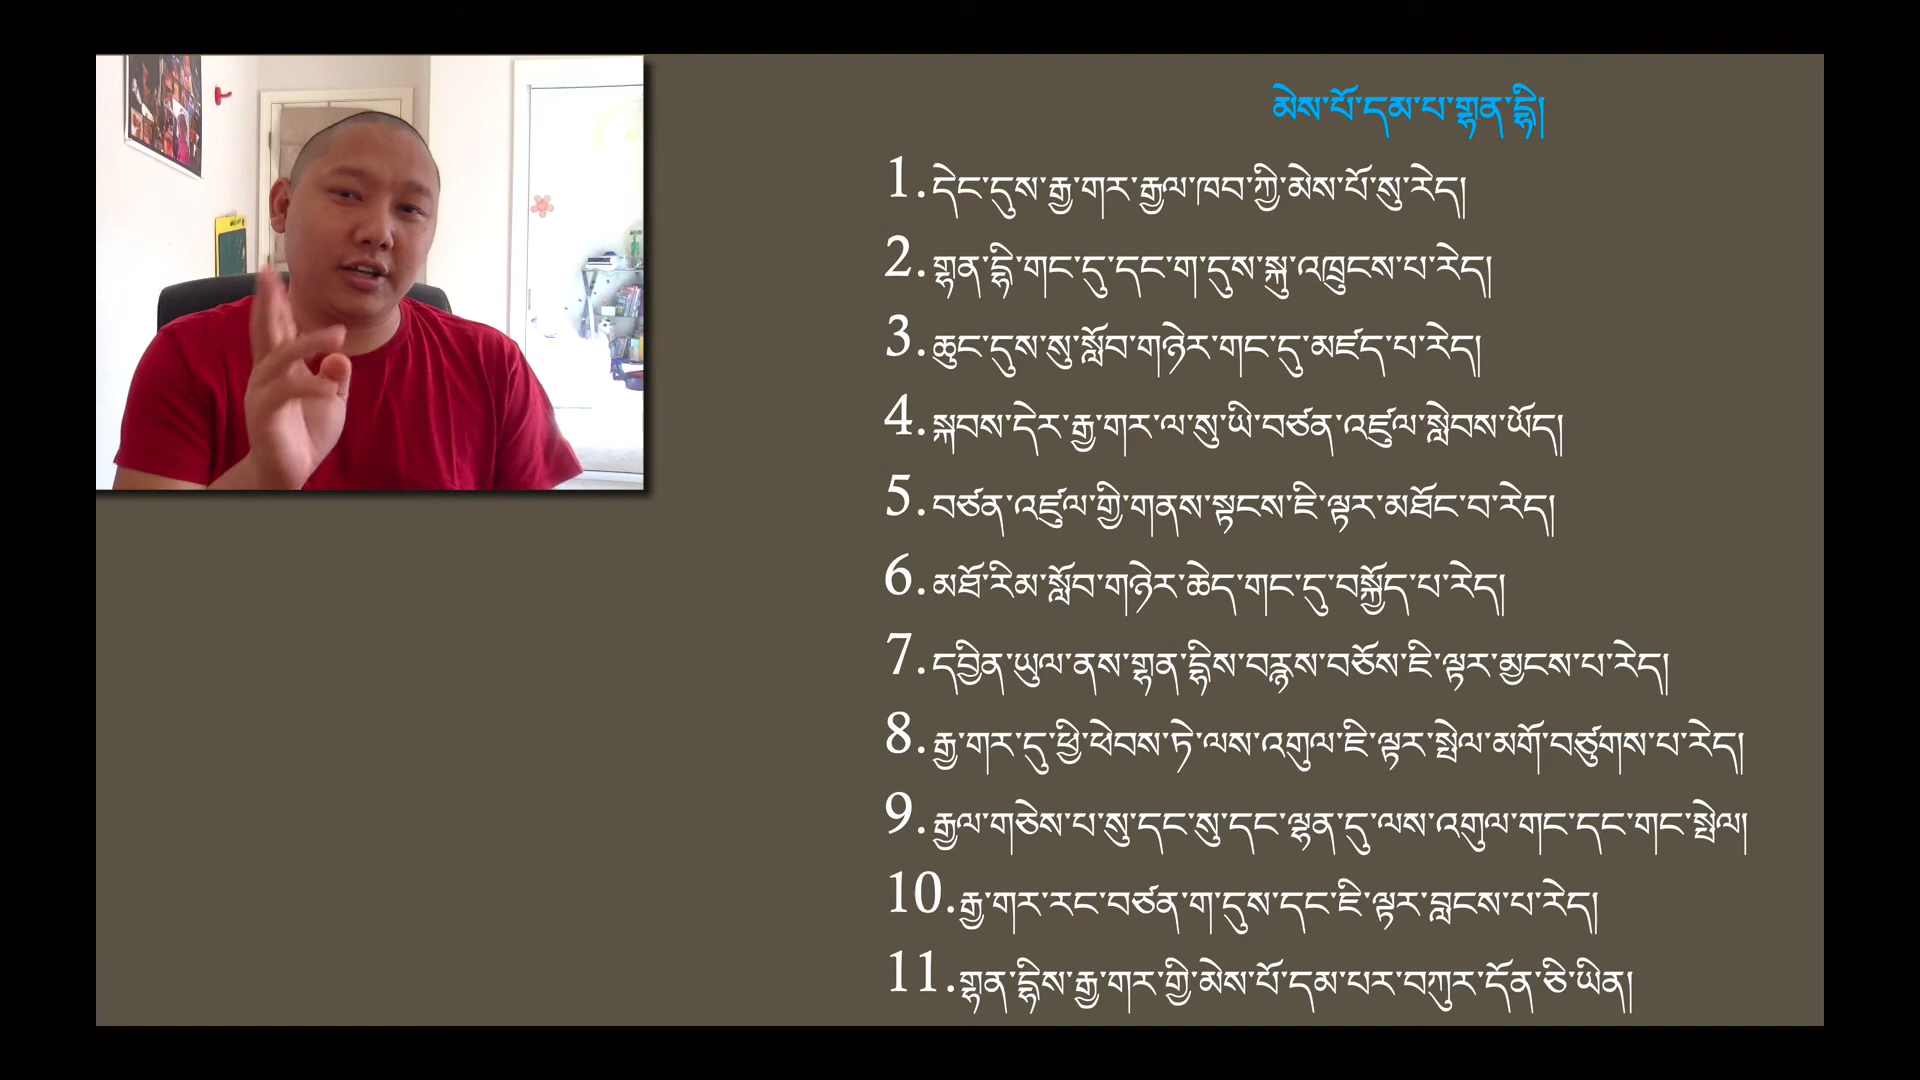 མེས་པོ་དམ་པ་གྷན་དྷི།
1.དེང་དུས་རྒྱ་གར་རྒྱལ་ཁབ་ཀྱི་མེས་པོ་སུ་རེད།
2.གྷན་དྷི་གང་དུ་དང་ག་དུས་སྐུ་འཁྲུངས་པ་རེད།
3.ཆུང་དུས་སུ་སློབ་གཉེར་གང་དུ་མཛད་པ་རེད།
4.སྐབས་དེར་རྒྱ་གར་ལ་སུ་ཡི་བཙན་འཛུལ་སླེབས་ཡོད།
5.བཙན་འཛུལ་གྱི་གནས་སྟངས་ཇི་ལྟར་མཐོང་བ་རེད།
6.མཐོ་རིམ་སློབ་གཉེར་ཆེད་གང་དུ་བསྐྱོད་པ་རེད།
7.དབྱིན་ཡུལ་ནས་གྷན་དྷིས་བརྙས་བཅོས་ཇི་ལྟར་མྱངས་པ་རེད།
8.རྒྱ་གར་དུ་ཕྱི་ཕེབས་ཏེ་ལས་འགུལ་ཇི་ལྟར་སྤེལ་མགོ་བཙུགས་པ་རེད།
9.རྒྱལ་གཅེས་པ་སུ་དང་སུ་དང་ལྷན་དུ་ལས་འགུལ་གང་དང་གང་སྤེལ།
10.རྒྱ་གར་རང་བཙན་ག་དུས་དང་ཇི་ལྟར་བླངས་པ་རེད།
11.གྷན་དྷིས་རྒྱ་གར་གྱི་མེས་པོ་དམ་པར་བཀུར་དོན་ཅི་ཡིན།